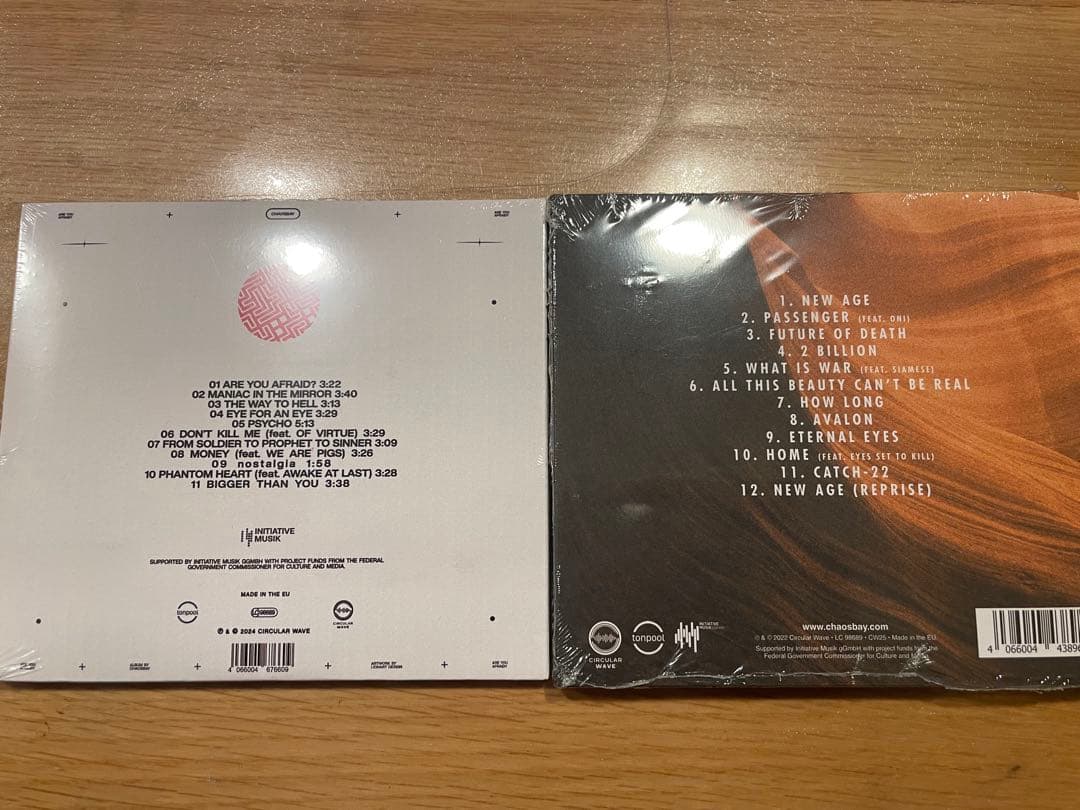 ARE YOU
AFRAID?
CHAOSBAY
ARE YOU
AFRAID?
01 ARE YOU AFRAID? 3:22
02 MANIAC IN THE MIRROR 3:40
03 THE WAY TO HELL 3:13
04 EYE FOR AN EYE 3:29
05 PSYCHO 5:13
06 DON'T KILL ME (feat. OF VIRTUE) 3:29
07 FROM SOLDIER TO PROPHET TO SINNER 3:09
08 MONEY (feat. WE ARE PIGS) 3:26
09 nostalgia 1:58
10 PHANTOM HEART (feat. AWAKE AT LAST) 3:28
11 BIGGER THAN YOU 3:38
INITIATIVE
MUSIK
SUPPORTED BY INITIATIVE MUSIK GGMBH WITH PROJECT FUNDS FROM THE FEDERAL
GOVERNMENT COMMISSIONER FOR CULTURE AND MEDIA.
MADE IN THE EU
tonpool
LC 98689
CIRCULAR
WAVE
℗ & © 2024 CIRCULAR WAVE
4 066004 676609
ALBUM BY
CHAOSBAY
ARTWORK BY
LENHART DESIGN
ARE YOU
AFRAID?
1. NEW AGE
2. PASSENGER (FEAT. ONI)
3. FUTURE OF DEATH
4. 2 BILLION
5. WHAT IS WAR (FEAT. SIAMESE)
6. ALL THIS BEAUTY CAN'T BE REAL
7. HOW LONG
8. AVALON
9. ETERNAL EYES
10. HOME (FEAT. EYES SET TO KILL)
11. CATCH-22
12. NEW AGE (REPRISE)
CIRCULAR
WAVE
tonpool
INITIATIVE
MUSIK
www.chaosbay.com
℗ & © 2022 Circular Wave • LC 98689 • CW25 • Made in the EU
Supported by Initiative Musik gGmbH with project funds from the
Federal Government Commissioner for Culture and
4 066004 4389